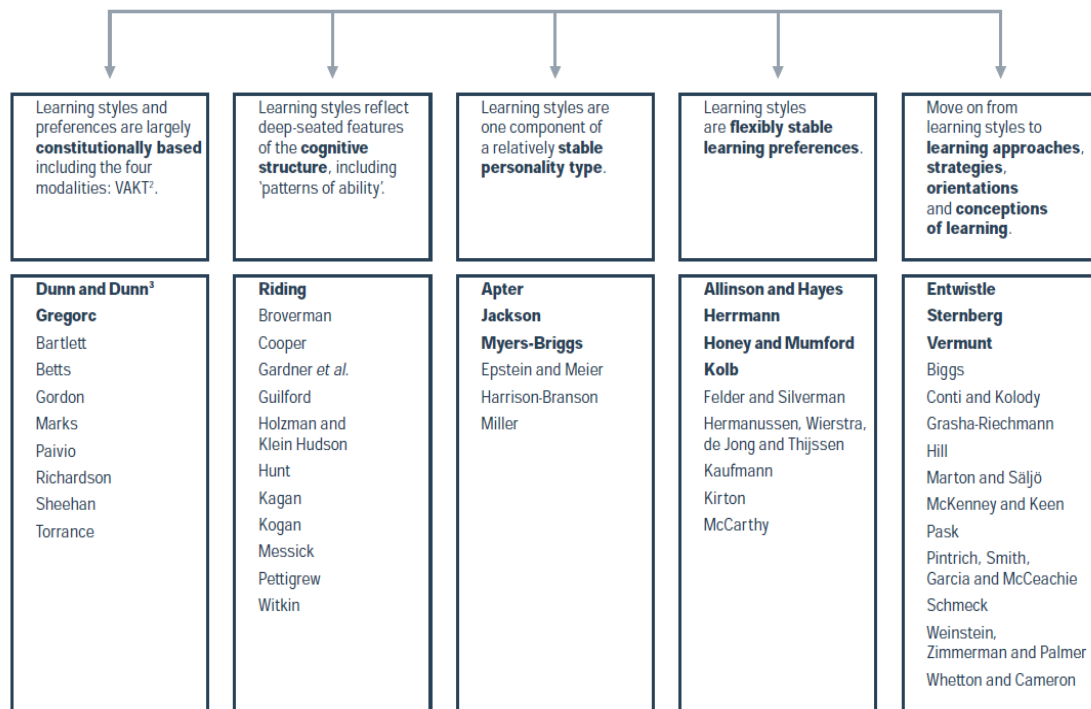 Learning styles and
preferences are largely
constitutionally based
including the four
modalities: VAKT².
Learning styles reflect
deep-seated features
of the cognitive
structure, including
‘patterns of ability’.
Learning styles are
one component of
a relatively stable
personality type.
Learning styles
are flexibly stable
learning preferences.
Move on from
learning styles to
learning approaches,
strategies,
orientations
and conceptions
of learning.
Dunn and Dunn³
Gregorc
Bartlett
Betts
Gordon
Marks
Paivio
Richardson
Sheehan
Torrance
Riding
Broverman
Cooper
Gardner et al.
Guilford
Holzman and
Klein Hudson
Hunt
Kagan
Kogan
Messick
Pettigrew
Witkin
Apter
Jackson
Myers-Briggs
Epstein and Meier
Harrison-Branson
Miller
Allinson and Hayes
Herrmann
Honey and Mumford
Kolb
Felder and Silverman
Hermanussen, Wierstra,
de Jong and Thijssen
Kaufmann
Kirton
McCarthy
Entwistle
Sternberg
Vermunt
Biggs
Conti and Kolody
Grasha-Riechmann
Hill
Marton and Säljö
McKenney and Keen
Pask
Pintrich, Smith,
Garcia and McCeachie
Schmeck
Weinstein,
Zimmerman and Palmer
Whetton and Cameron